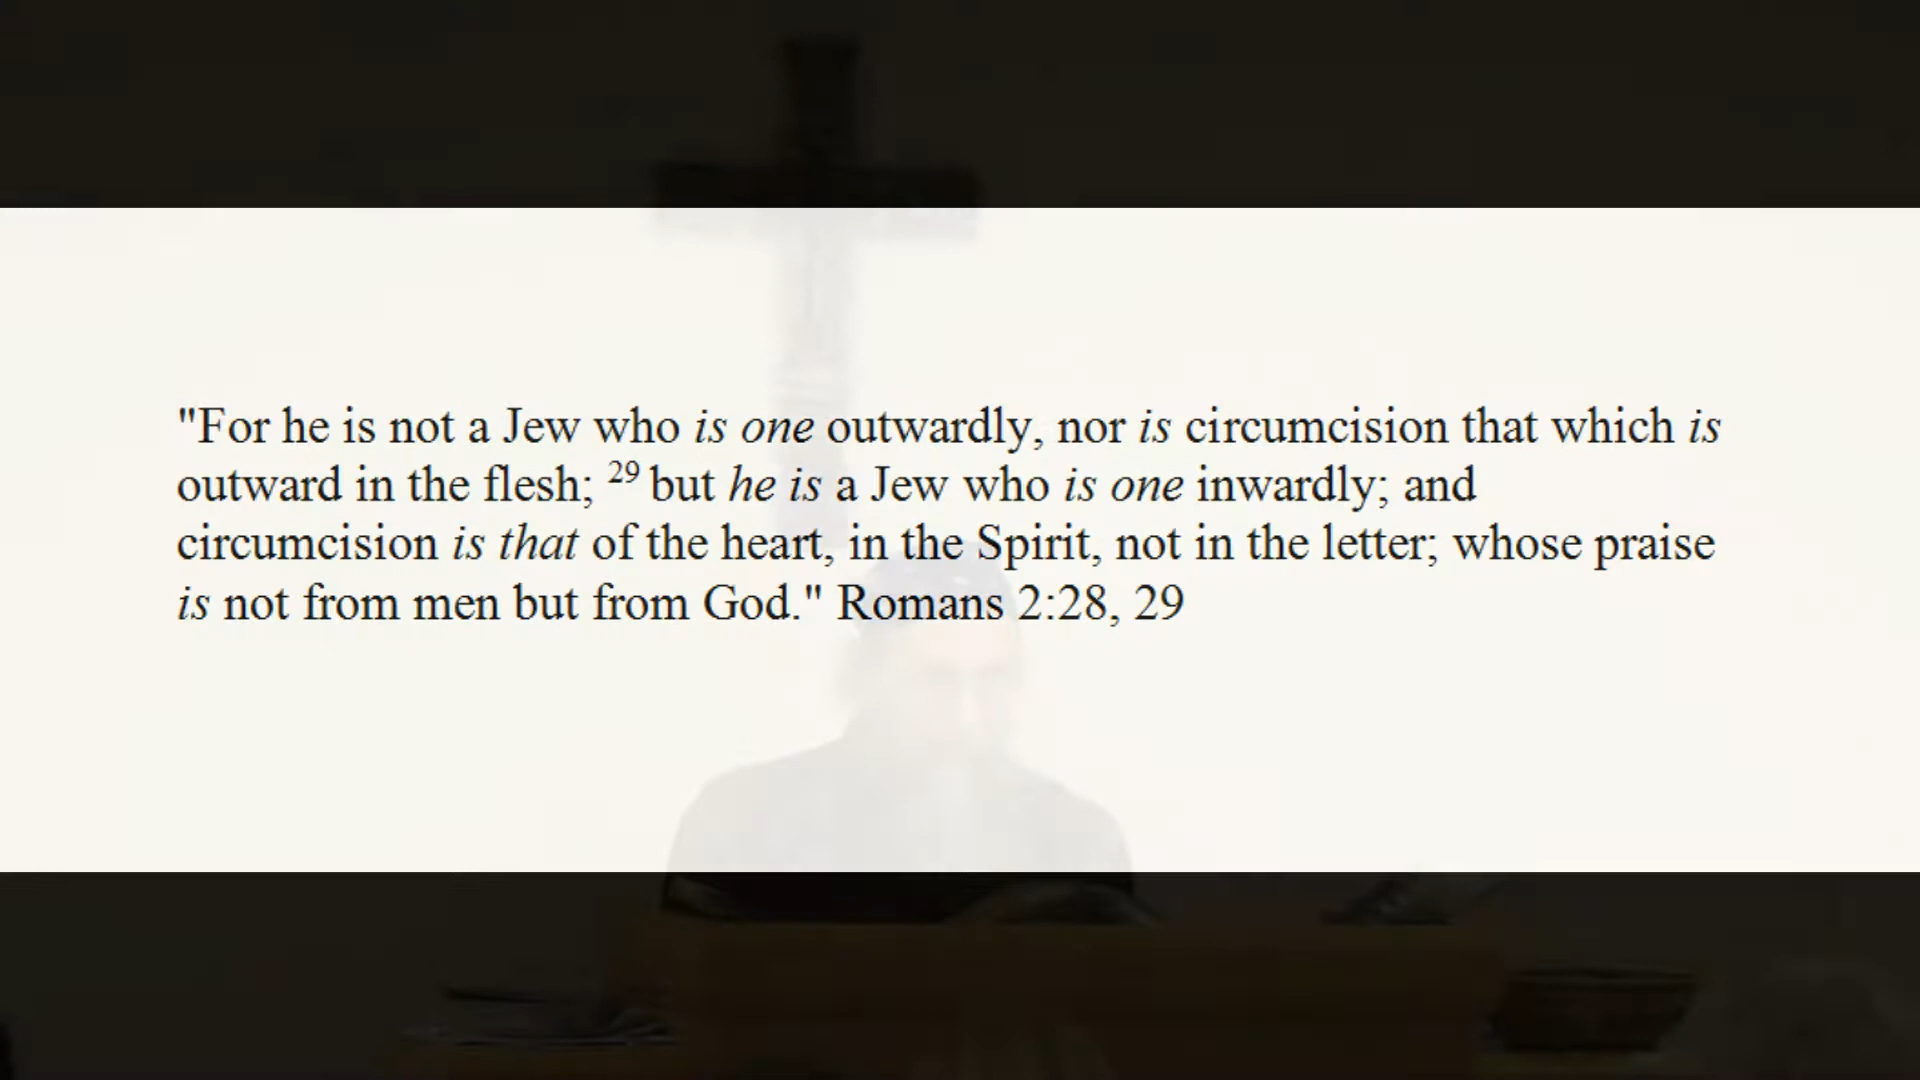 "For he is not a Jew who is one outwardly, nor is circumcision that which is
outward in the flesh; 29 but he is a Jew who is one inwardly; and
circumcision is that of the heart, in the Spirit, not in the letter; whose praise
is not from men but from God." Romans 2:28, 29